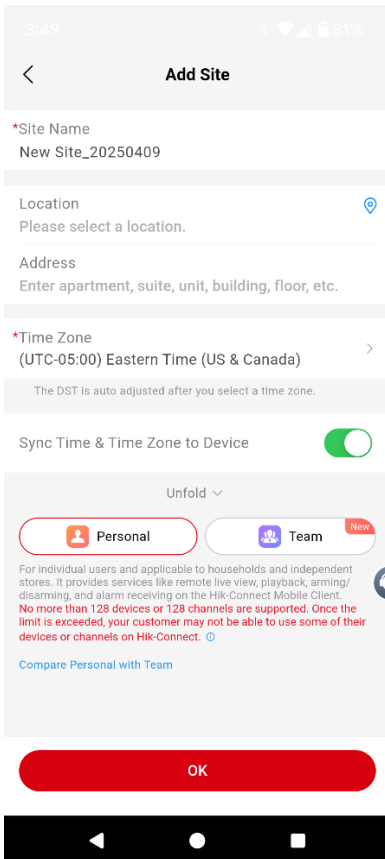 3:49
81%
Add Site
*Site Name
New Site_20250409
Location
Please select a location.
Address
Enter apartment, suite, unit, building, floor, etc.
*Time Zone
(UTC-05:00) Eastern Time (US & Canada)
The DST is auto adjusted after you select a time zone.
Sync Time & Time Zone to Device
Unfold
Personal
Team
New
For individual users and applicable to households and independent
stores. It provides services like remote live view, playback, arming/
disarming, and alarm receiving on the Hik-Connect Mobile Client.
No more than 128 devices or 128 channels are supported. Once the
limit is exceeded, your customer may not be able to use some of their
devices or channels on Hik-Connect.
Compare Personal with Team
OK